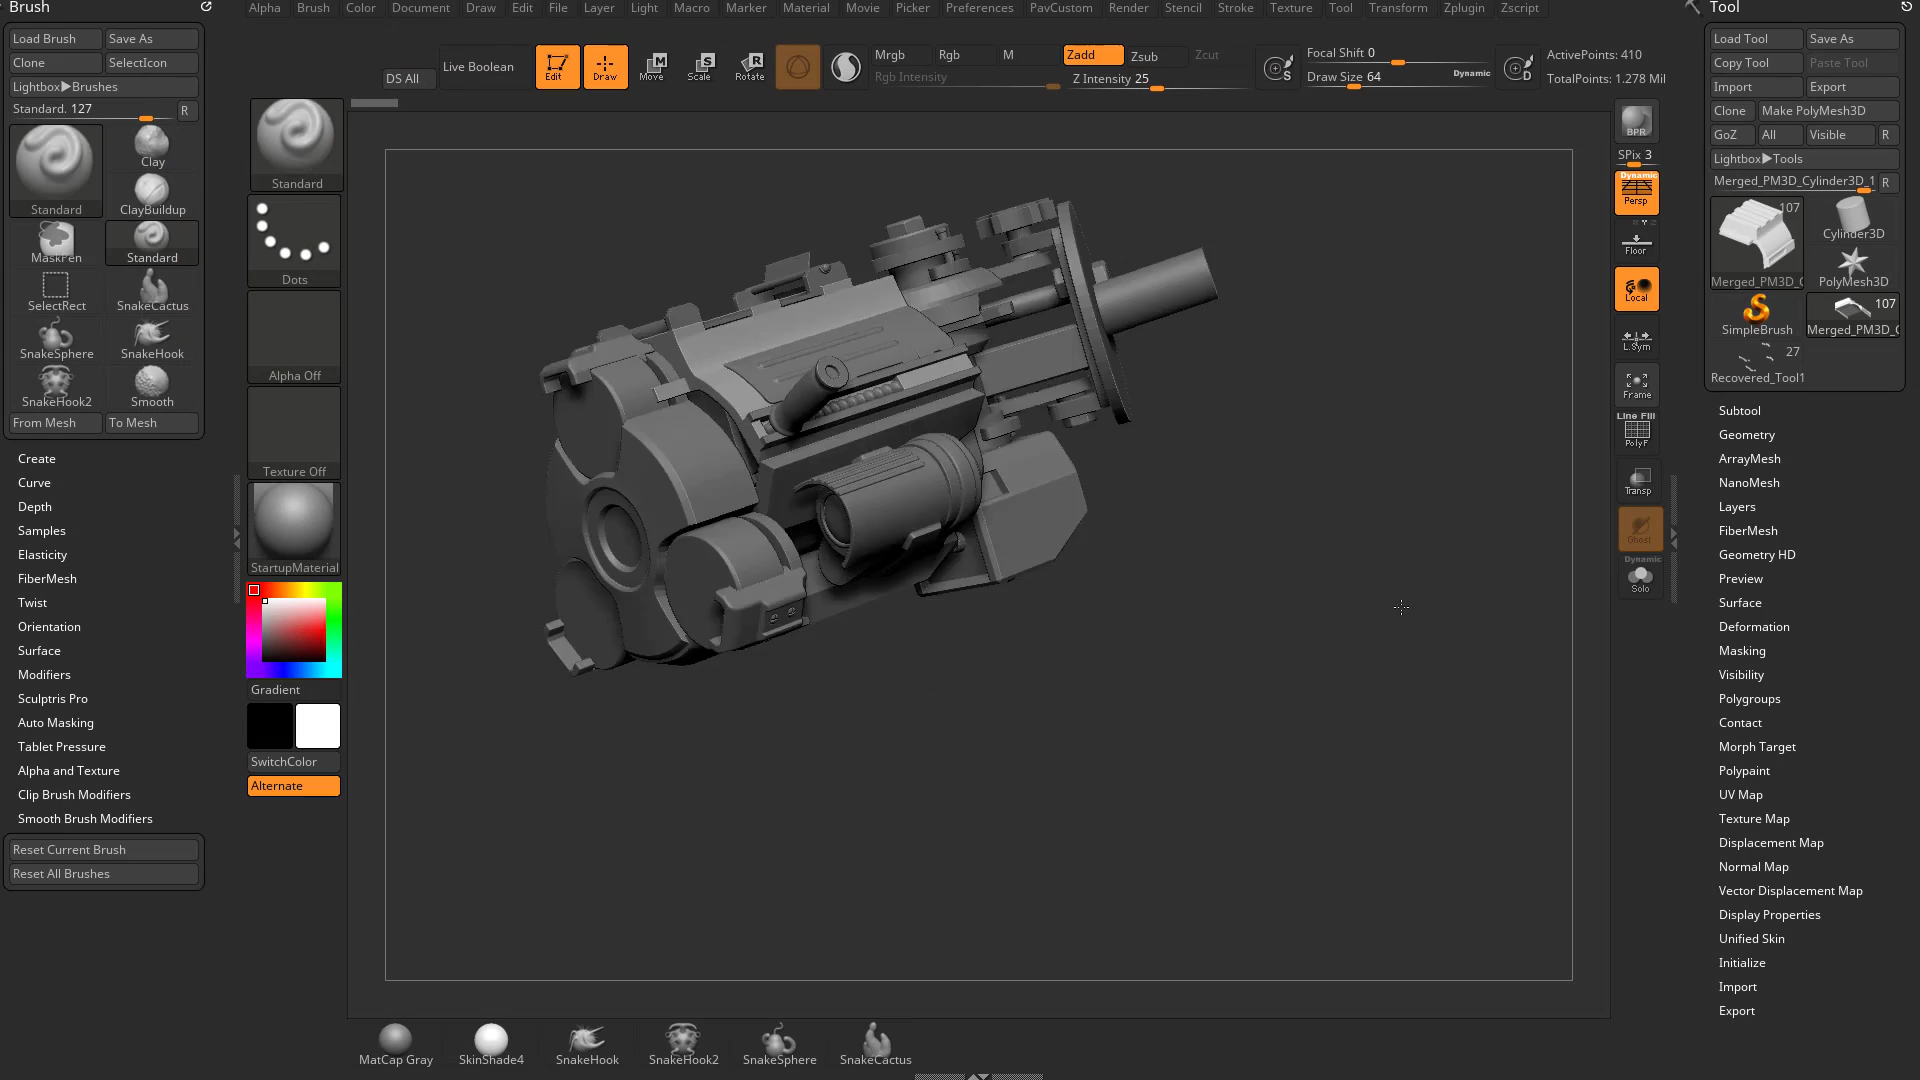 Brush
Load Brush
Save As
Clone
SelectIcon
Lightbox▶Brushes
Standard. 127
R
Standard
Clay
ClayBuildup
MaskPen
Standard
SelectRect
SnakeCactus
SnakeSphere
SnakeHook
SnakeHook2
Smooth
From Mesh
To Mesh
Create
Curve
Depth
Samples
Elasticity
FiberMesh
Twist
Orientation
Surface
Modifiers
Sculptris Pro
Auto Masking
Tablet Pressure
Alpha and Texture
Clip Brush Modifiers
Smooth Brush Modifiers
Reset Current Brush
Reset All Brushes
Alpha Brush Color Document Draw Edit File Layer Light Macro Marker Material Movie Picker Preferences PavCustom Render Stencil Stroke Texture Tool Transform Zplugin Zscript
DS All
Live Boolean
Edit
Draw
Move
Scale
Rotate
Mrgb
Rgb
M
Rgb Intensity
Zadd
Zsub
Zcut
Z Intensity 25
S
Focal Shift 0
Draw Size 64
Dynamic
D
ActivePoints: 410
TotalPoints: 1.278 Mil
Standard
Dots
Alpha Off
Texture Off
StartupMaterial
Gradient
SwitchColor
Alternate
BPR
SPix 3
Dynamic
Persp
Floor
Local
L.Sym
Frame
Line Fill
PolyF
Transp
Ghost
Dynamic
Solo
MatCap Gray
SkinShade4
SnakeHook
SnakeHook2
SnakeSphere
SnakeCactus
Tool
Load Tool
Save As
Copy Tool
Paste Tool
Import
Export
Clone
Make PolyMesh3D
GoZ
All
Visible
R
Lightbox▶Tools
Merged_PM3D_Cylinder3D_1
R
107
Merged_PM3D_C
Cylinder3D
PolyMesh3D
SimpleBrush
107
Merged_PM3D_C
27
Recovered_Tool1
Subtool
Geometry
ArrayMesh
NanoMesh
Layers
FiberMesh
Geometry HD
Preview
Surface
Deformation
Masking
Visibility
Polygroups
Contact
Morph Target
Polypaint
UV Map
Texture Map
Displacement Map
Normal Map
Vector Displacement Map
Display Properties
Unified Skin
Initialize
Import
Export